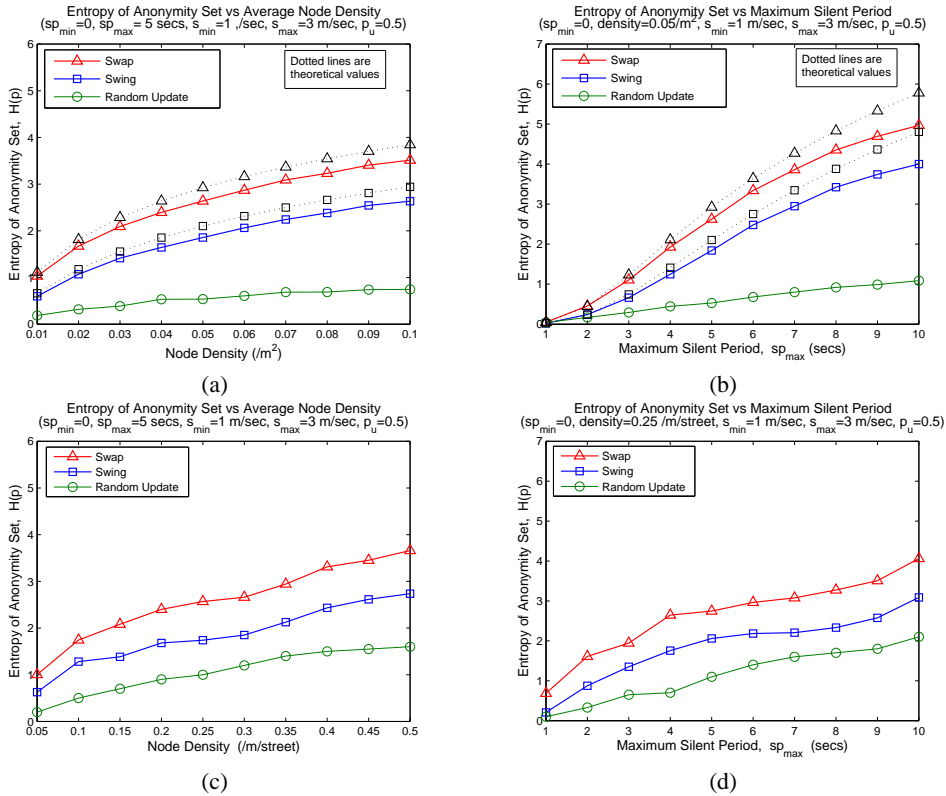 Entropy of Anonymity Set vs Average Node Density
(sp_min=0, sp_max = 5 secs, s_min=1 ,/sec, s_max=3 m/sec, p_u=0.5)
Entropy of Anonymity Set, H(p)
6
5
4
3
2
1
0
Swap
Swing
Random Update
Dotted lines are
theoretical values
0.01 0.02 0.03 0.04 0.05 0.06 0.07 0.08 0.09 0.1
Node Density (/m²)
(a)
Entropy of Anonymity Set vs Maximum Silent Period
(sp_min=0, density=0.05/m², s_min=1 m/sec, s_max=3 m/sec, p_u=0.5)
Entropy of Anonymity Set, H(p)
7
6
5
4
3
2
1
0
Swap
Swing
Random Update
Dotted lines are
theoretical values
1 2 3 4 5 6 7 8 9 10
Maximum Silent Period, sp_max (secs)
(b)
Entropy of Anonymity Set vs Average Node Density
(sp_min=0, sp_max=5 secs, s_min=1 m/sec, s_max=3 m/sec, p_u=0.5)
Entropy of Anonymity Set, H(p)
6
5
4
3
2
1
0
Swap
Swing
Random Update
0.05 0.1 0.15 0.2 0.25 0.3 0.35 0.4 0.45 0.5
Node Density (/m/street)
(c)
Entropy of Anonymity Set vs Maximum Silent Period
(sp_min=0, density=0.25 /m/street, s_min=1 m/sec, s_max=3 m/sec, p_u=0.5)
Entropy of Anonymity Set, H(p)
7
6
5
4
3
2
1
0
Swap
Swing
Random Update
1 2 3 4 5 6 7 8 9 10
Maximum Silent Period, sp_max (secs)
(d)